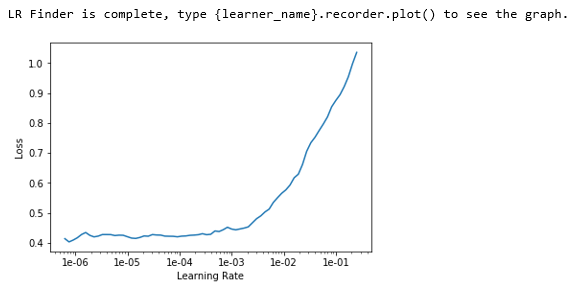 LR Finder is complete, type {learner_name}.recorder.plot() to see the graph.
1.0
0.9
0.8
0.7
0.6
0.5
0.4
Loss
1e-06 1e-05 1e-04 1e-03 1e-02 1e-01
Learning Rate